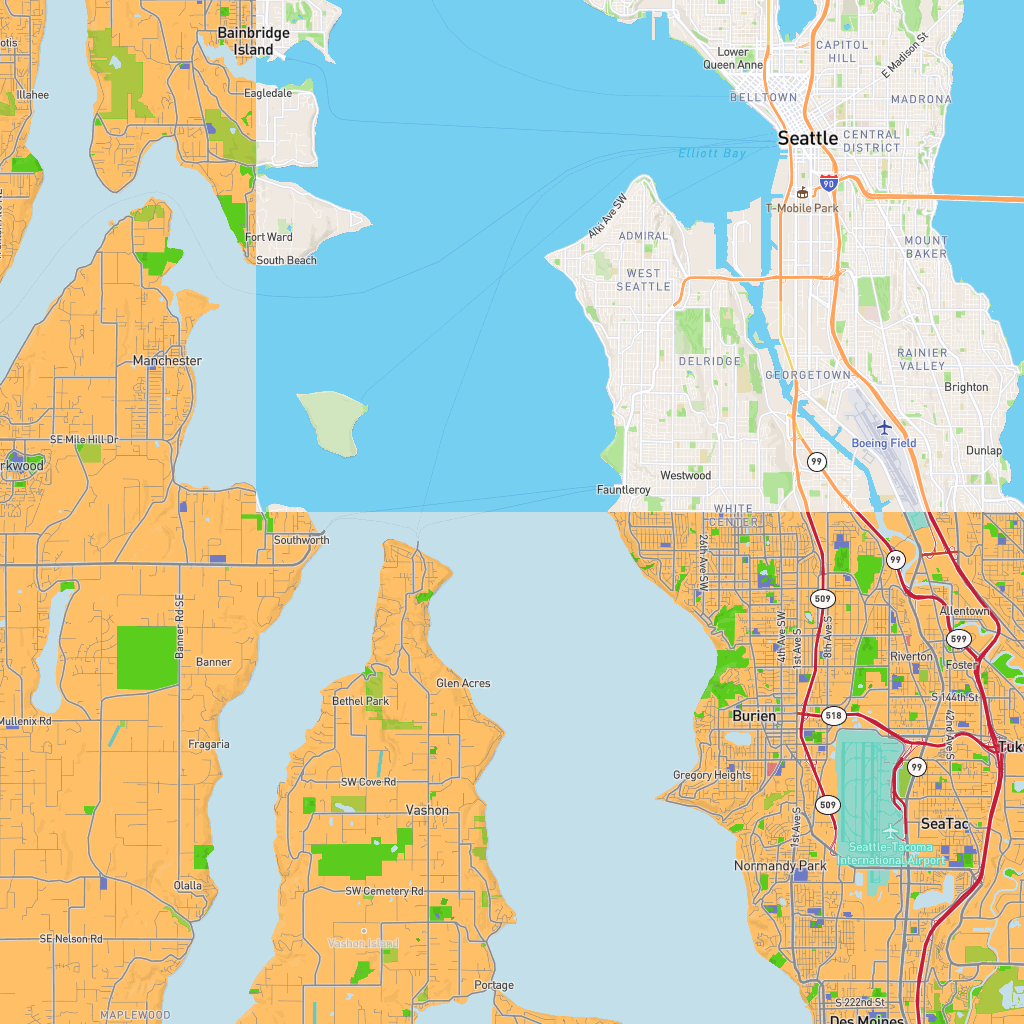 Bainbridge
Island
otis
Illahee
Eagledale
Lower
Queen Anne
CAPITOL
HILL
E Madison St
BELLTOWN
MADRONA
Seattle
CENTRAL
DISTRICT
Elliott Bay
90
T-Mobile Park
Alki Ave SW
ADMIRAL
Fort Ward
South Beach
MOUNT
BAKER
WEST
SEATTLE
Manchester
DELRIDGE
GEORGETOWN
RAINIER
VALLEY
Brighton
SE Mile Hill Dr
Boeing Field
rkwood
99
Dunlap
Westwood
Fauntleroy
WHITE
CENTER
Southworth
26th Ave SW
99
509
Allentown
Banner Rd SE
4th Ave SW
1st Ave S
8th Ave S
599
Riverton
Foster
Banner
Glen Acres
Bethel Park
S 144th St
42nd Ave S
Burien
518
Mullenix Rd
Fragaria
Tukw
99
Gregory Heights
SW Cove Rd
Vashon
509
1st Ave S
SeaTac
Seattle-Tacoma
International Airport
Normandy Park
Olalla
SW Cemetery Rd
SE Nelson Rd
Vashon Island
Portage
S 222nd St
MAPLEWOOD
Des Moines